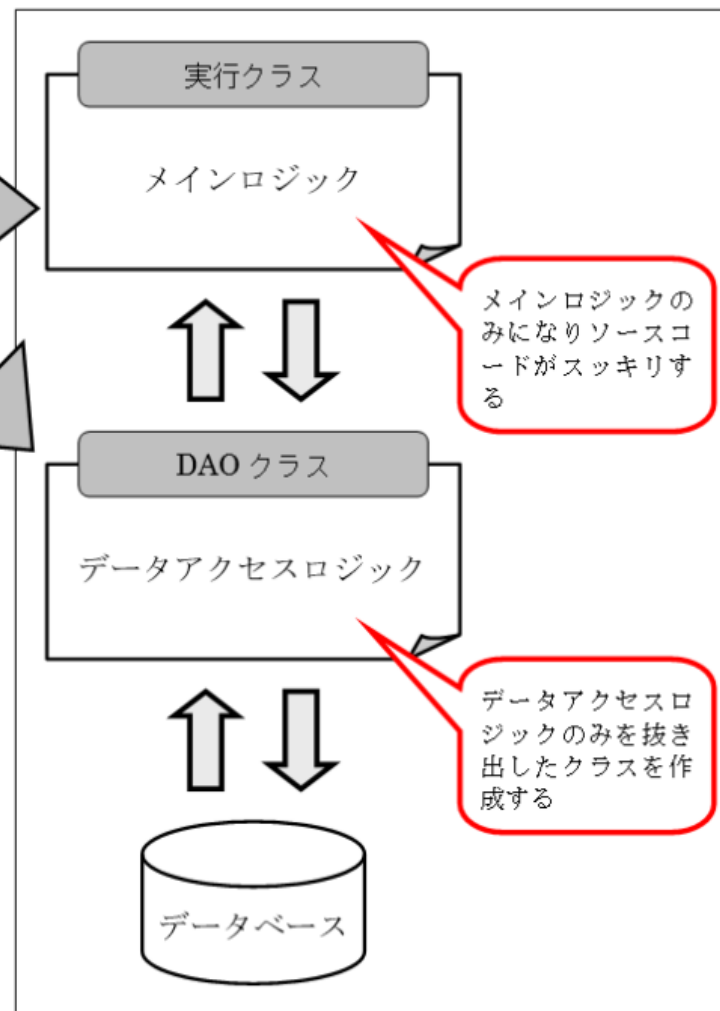 実行クラス
メインロジック
メインロジックの
みになりソースコ
ードがスッキリす
る
DAO クラス
データアクセスロジック
データアクセスロ
ジックのみを抜き
出したクラスを作
成する
データベース